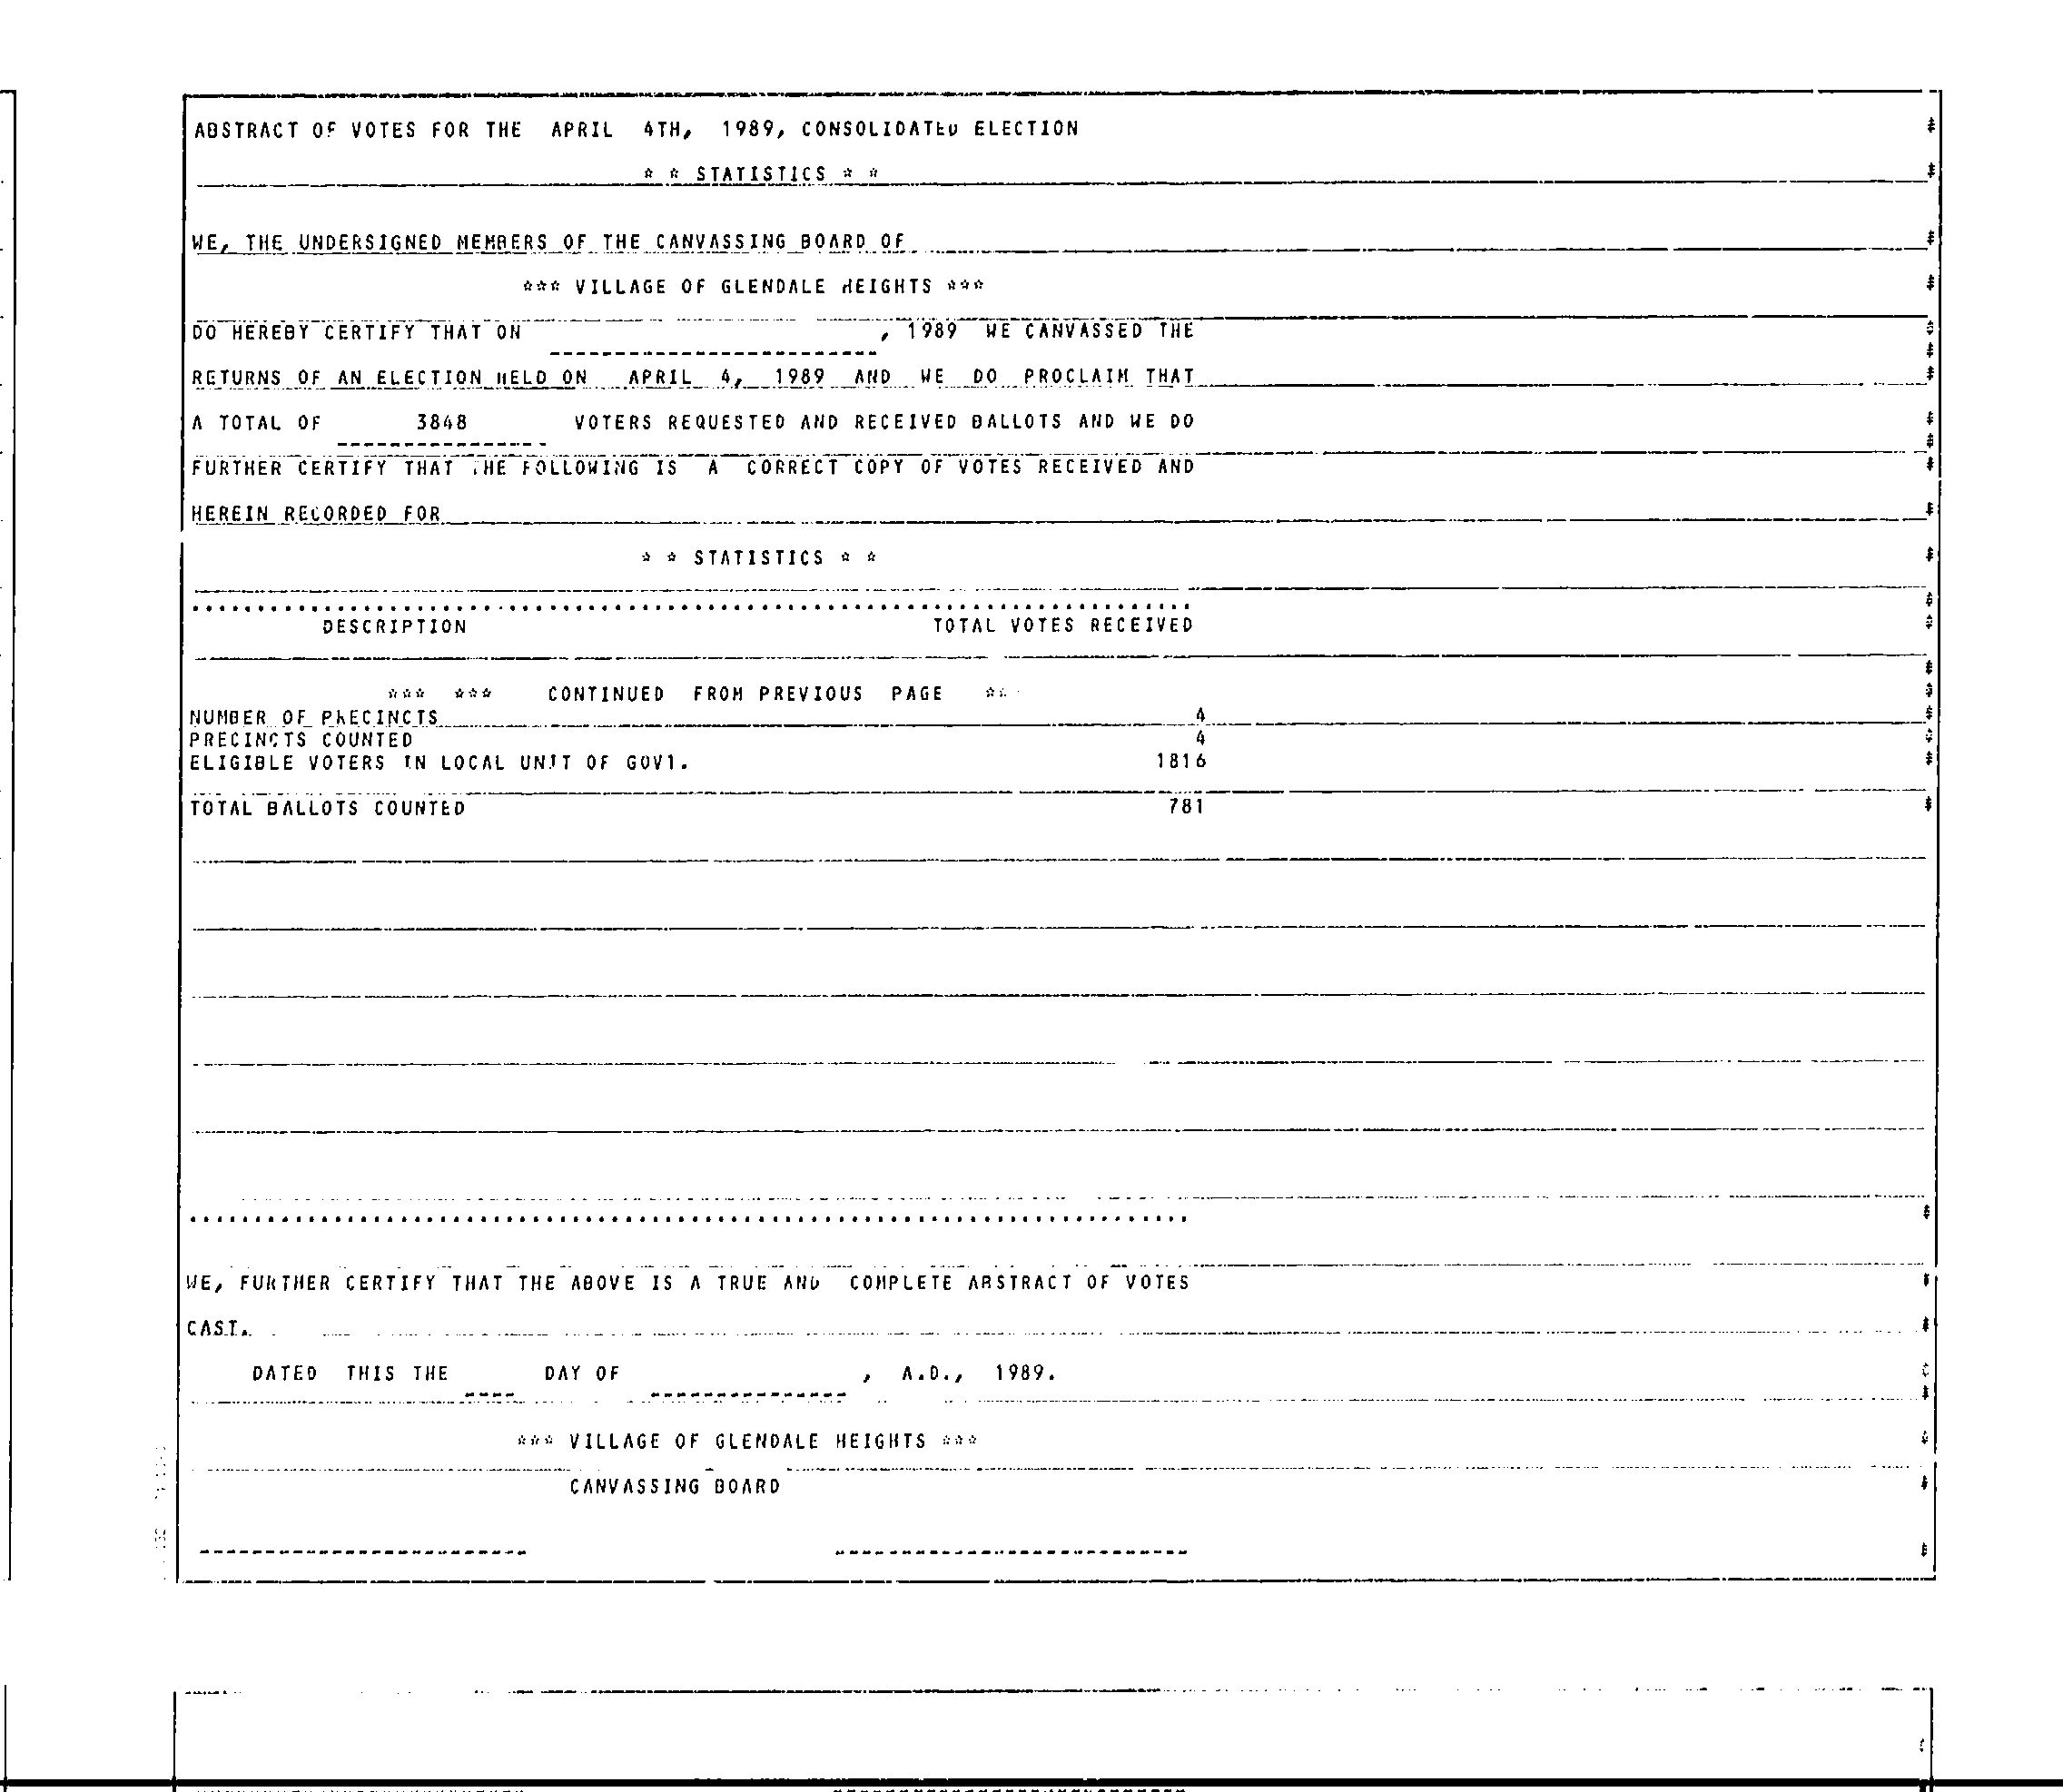 ABSTRACT OF VOTES FOR THE APRIL 4TH, 1989, CONSOLIDATED ELECTION
* * STATISTICS * *
WE, THE UNDERSIGNED MEMBERS OF THE CANVASSING BOARD OF
*** VILLAGE OF GLENDALE HEIGHTS ***
DO HEREBY CERTIFY THAT ON , 1989 WE CANVASSED THE
RETURNS OF AN ELECTION HELD ON APRIL 4, 1989 AND WE DO PROCLAIM THAT
A TOTAL OF 3848 VOTERS REQUESTED AND RECEIVED BALLOTS AND WE DO
FURTHER CERTIFY THAT THE FOLLOWING IS A CORRECT COPY OF VOTES RECEIVED AND
HEREIN RECORDED FOR
* * STATISTICS * *
DESCRIPTION TOTAL VOTES RECEIVED
*** *** CONTINUED FROM PREVIOUS PAGE **
NUMBER OF PRECINCTS 4
PRECINCTS COUNTED 4
ELIGIBLE VOTERS IN LOCAL UNIT OF GOVT. 1816
TOTAL BALLOTS COUNTED 781
WE, FURTHER CERTIFY THAT THE ABOVE IS A TRUE AND COMPLETE ABSTRACT OF VOTES
CAST.
DATED THIS THE DAY OF , A.D., 1989.
*** VILLAGE OF GLENDALE HEIGHTS ***
CANVASSING BOARD